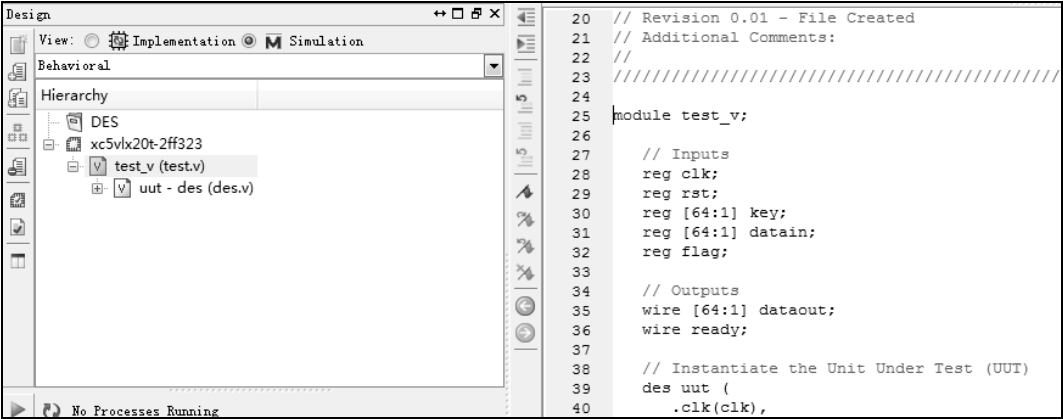 Design
View: Implementation Simulation
Behavioral
Hierarchy
DES
xc5vlx20t-2ff323
test_v (test.v)
uut - des (des.v)
No Processes Running
20 // Revision 0.01 - File Created
21 // Additional Comments:
22 //
23 //////////////////////////////////////////////
24
25 module test_v;
26
27 // Inputs
28 reg clk;
29 reg rst;
30 reg [64:1] key;
31 reg [64:1] datain;
32 reg flag;
33
34 // Outputs
35 wire [64:1] dataout;
36 wire ready;
37
38 // Instantiate the Unit Under Test (UUT)
39 des uut (
40 .clk(clk),